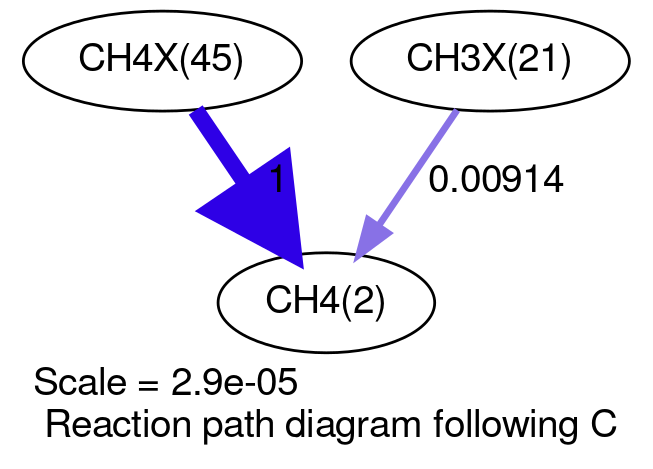 CH4X(45) CH3X(21)
1 0.00914
CH4(2)
Scale = 2.9e-05
Reaction path diagram following C